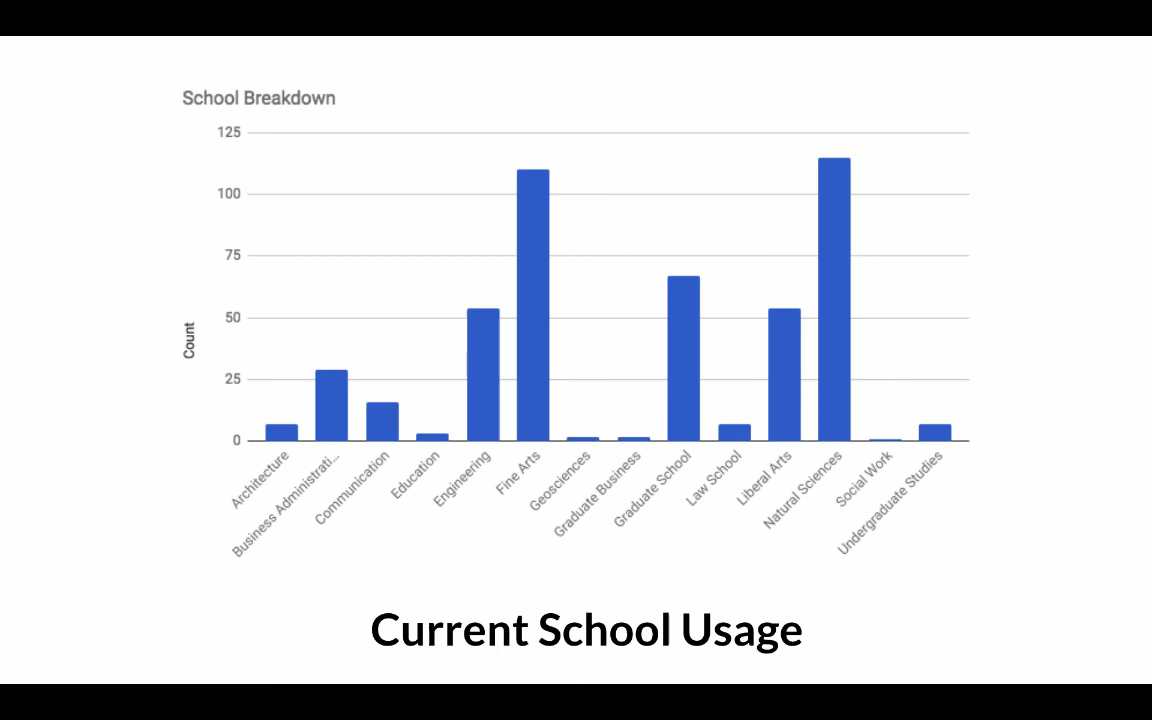 School Breakdown
125
100
75
50
25
0
Count
Architecture
Business Administrati...
Communication
Education
Engineering
Fine Arts
Geosciences
Graduate Business
Graduate School
Law School
Liberal Arts
Natural Sciences
Social Work
Undergraduate Studies
Current School Usage